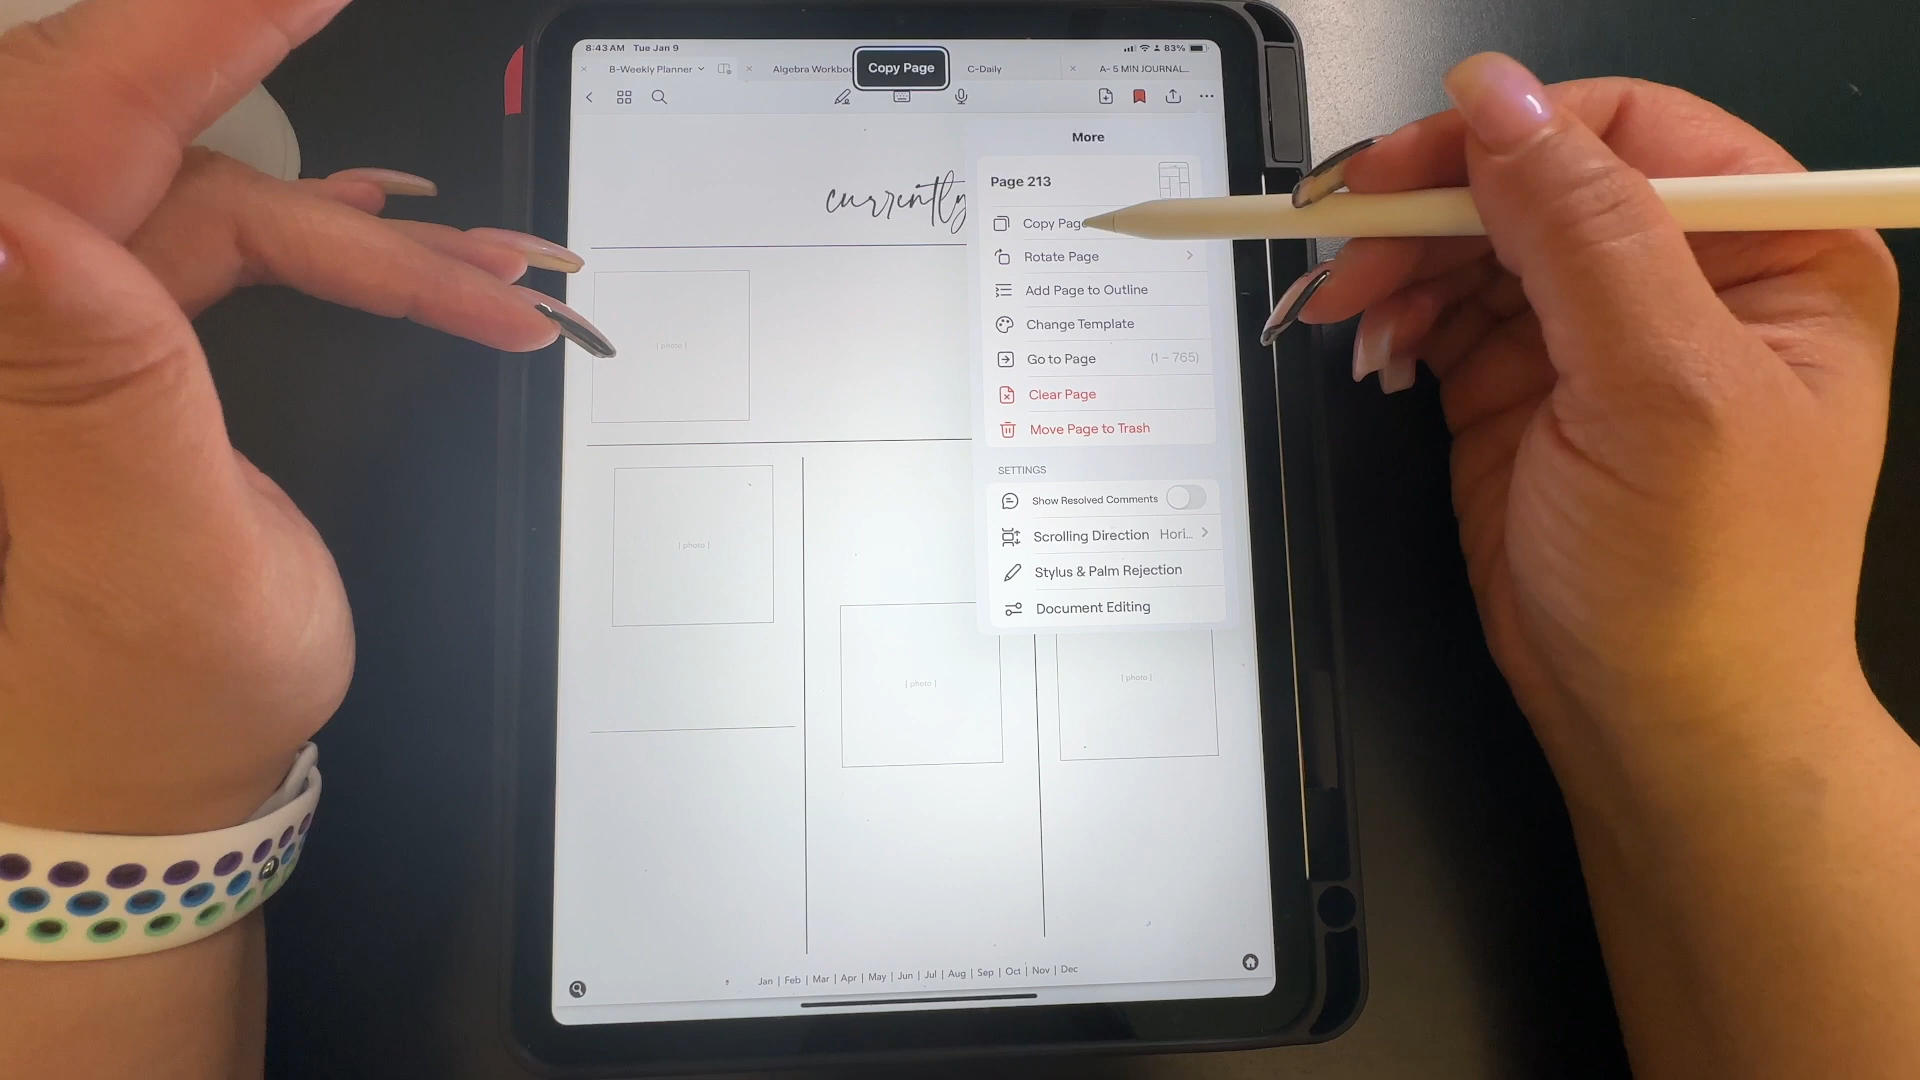 8:43 AM Tue Jan 9
83%
B-Weekly Planner
Algebra Workboo
Copy Page
C-Daily
A- 5 MIN JOURNAL...
currently
More
Page 213
Copy Page
Rotate Page
Add Page to Outline
Change Template
Go to Page (1 – 765)
Clear Page
Move Page to Trash
SETTINGS
Show Resolved Comments
Scrolling Direction Hori...
Stylus & Palm Rejection
Document Editing
| photo |
| photo |
| photo |
| photo |
Jan | Feb | Mar | Apr | May | Jun | Jul | Aug | Sep | Oct | Nov | Dec